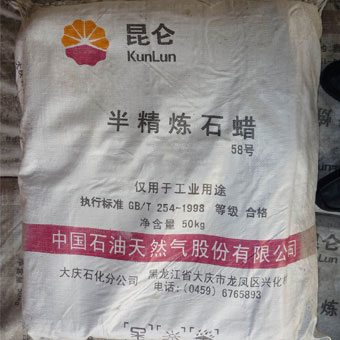 昆仑
KunLun
半精炼石蜡
58号
仅用于工业用途
执行标准 GB/T 254-1998 等级 合格
净含量 50kg
中国石油天然气股份有限公司
大庆石化分公司 黑龙江省大庆市龙凤区兴化
电话:(0459) 6765893